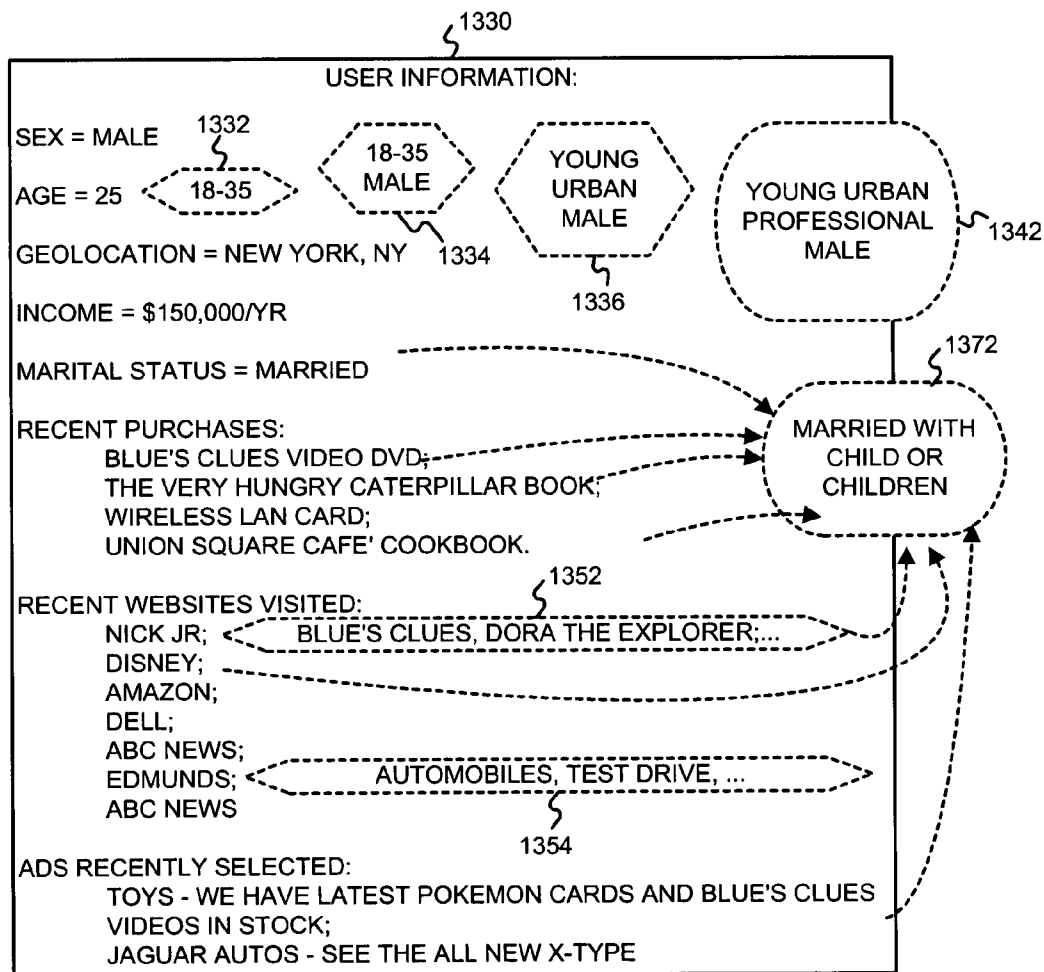 1330
USER INFORMATION:
SEX = MALE
1332
18-35
MALE
YOUNG
URBAN
MALE
YOUNG URBAN
PROFESSIONAL
MALE
1342
AGE = 25
18-35
1334
1336
GEOLOCATION = NEW YORK, NY
INCOME = $150,000/YR
1372
MARITAL STATUS = MARRIED
MARRIED WITH
CHILD OR
CHILDREN
RECENT PURCHASES:
BLUE'S CLUES VIDEO DVD;
THE VERY HUNGRY CATERPILLAR BOOK;
WIRELESS LAN CARD;
UNION SQUARE CAFE' COOKBOOK.
1352
RECENT WEBSITES VISITED:
NICK JR;
BLUE'S CLUES, DORA THE EXPLORER;...
DISNEY;
AMAZON;
DELL;
ABC NEWS;
EDMUNDS;
AUTOMOBILES, TEST DRIVE, ...
ABC NEWS
1354
ADS RECENTLY SELECTED:
TOYS - WE HAVE LATEST POKEMON CARDS AND BLUE'S CLUES
VIDEOS IN STOCK;
JAGUAR AUTOS - SEE THE ALL NEW X-TYPE